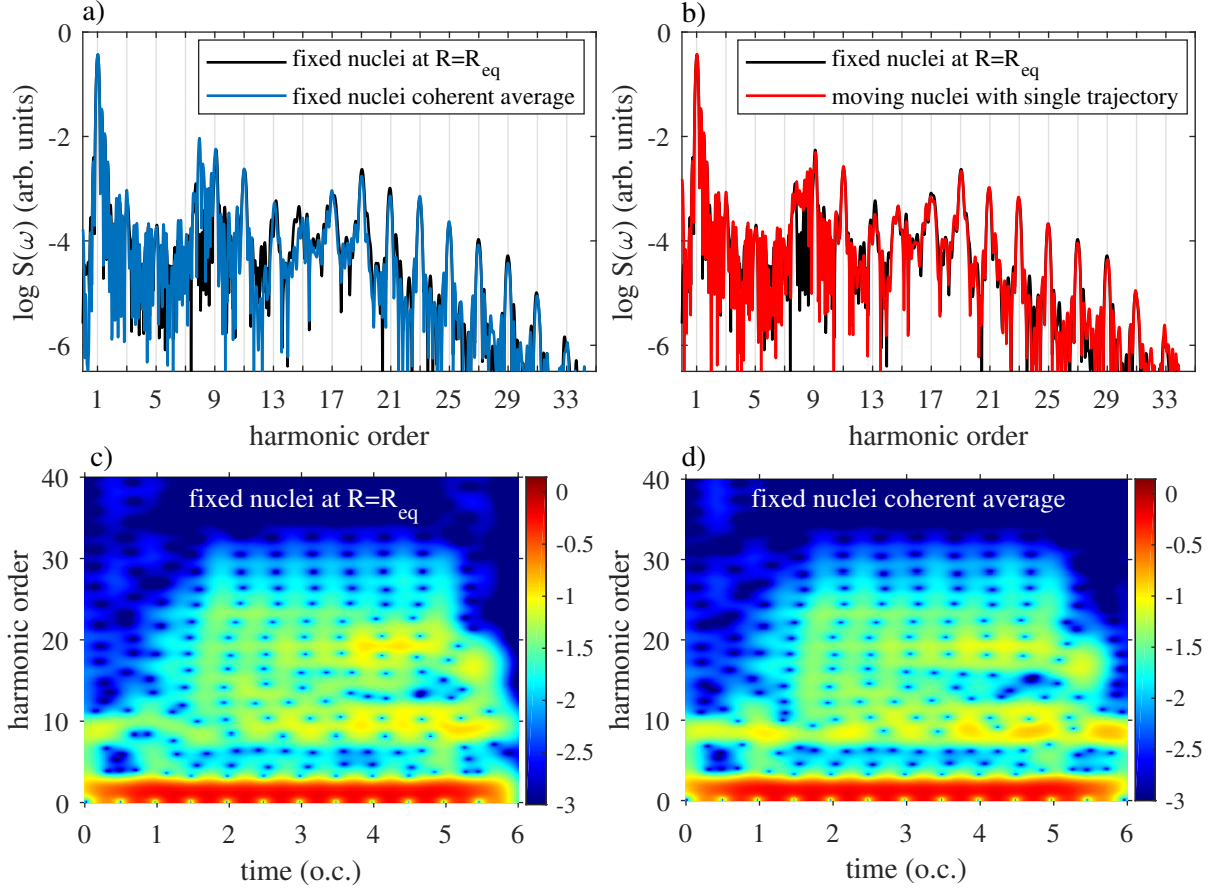 a)
fixed nuclei at R=R_eq
fixed nuclei coherent average
0
-2
-4
-6
log S(ω) (arb. units)
1 5 9 13 17 21 25 29 33
harmonic order
b)
fixed nuclei at R=R_eq
moving nuclei with single trajectory
0
-2
-4
-6
log S(ω) (arb. units)
1 5 9 13 17 21 25 29 33
harmonic order
c)
fixed nuclei at R=R_eq
40
30
20
10
0
harmonic order
0 1 2 3 4 5 6
time (o.c.)
0
-0.5
-1
-1.5
-2
-2.5
-3
d)
fixed nuclei coherent average
40
30
20
10
0
harmonic order
0 1 2 3 4 5 6
time (o.c.)
0
-0.5
-1
-1.5
-2
-2.5
-3